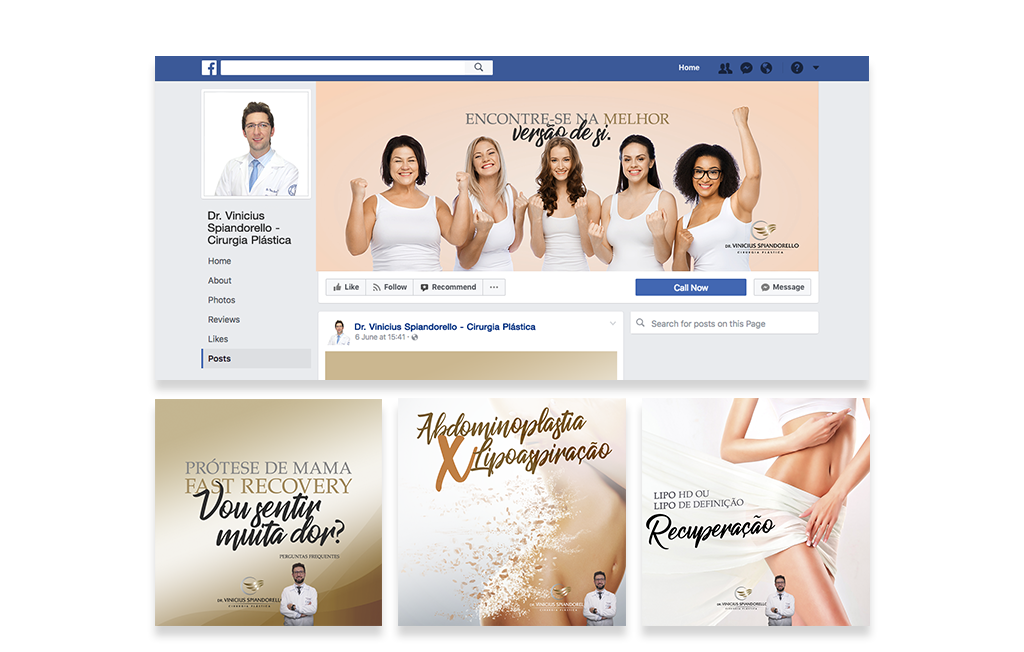 f
Home
?
ENCONTRE-SE NA MELHOR
versão de si.
DR. VINICIUS SPIANDORELLO
CIRURGIA PLÁSTICA
Dr. Vinicius
Spiandorello -
Cirurgia Plástica
Home
About
Photos
Reviews
Likes
Posts
Like
Follow
Recommend
...
Call Now
Message
Dr. Vinicius Spiandorello - Cirurgia Plástica
6 June at 15:41 ·
Search for posts on this Page
PRÓTESE DE MAMA
FAST RECOVERY
Vou sentir
muita dor?
PERGUNTAS FREQUENTES
DR. VINICIUS SPIANDORELLO
CIRURGIA PLÁSTICA
Abdominoplastia
X Lipoaspiração
DR. VINICIUS SPIANDORELLO
CIRURGIA PLÁSTICA
LIPO HD OU
LIPO DE DEFINIÇÃO
Recuperação
DR. VINICIUS SPIANDORELLO
CIRURGIA PLÁSTICA